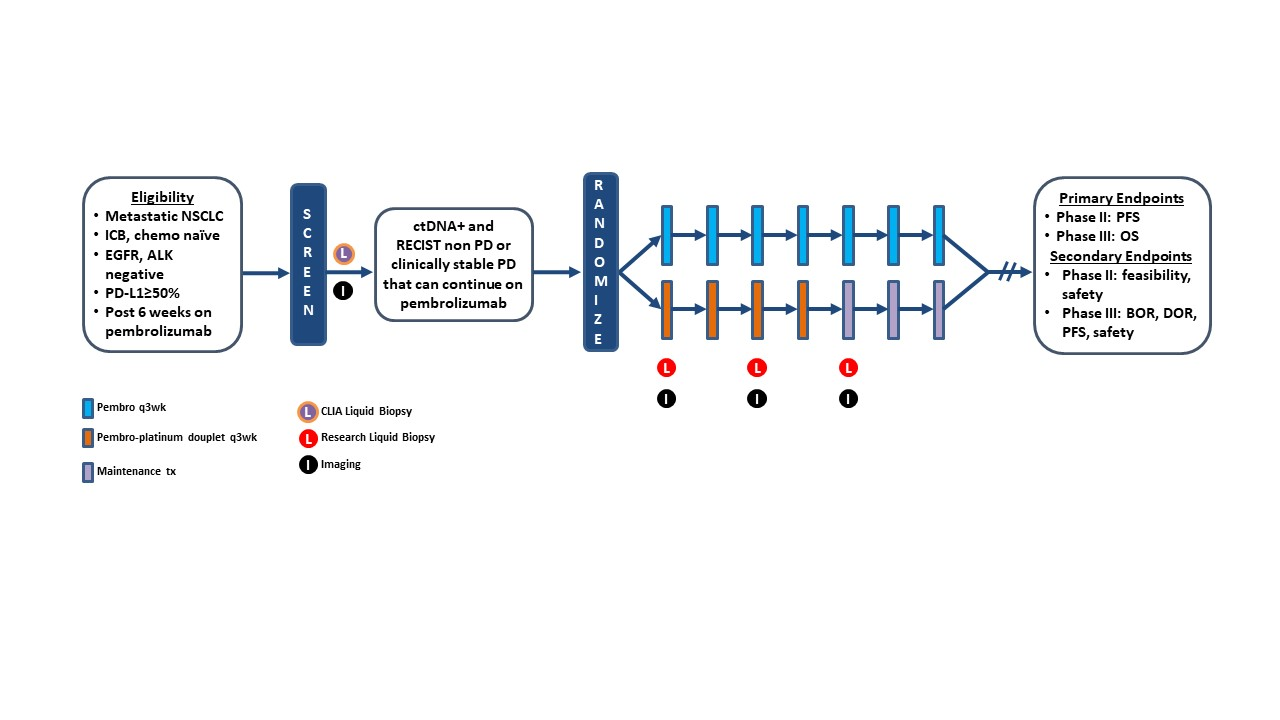 Eligibility
• Metastatic NSCLC
• ICB, chemo naïve
• EGFR, ALK
negative
• PD-L1≥50%
• Post 6 weeks on
pembrolizumab
S
C
R
E
E
N
L
I
ctDNA+ and
RECIST non PD or
clinically stable PD
that can continue on
pembrolizumab
R
A
N
D
O
M
I
Z
E
L L L
I I I
Primary Endpoints
• Phase II: PFS
• Phase III: OS
Secondary Endpoints
• Phase II: feasibility,
safety
• Phase III: BOR, DOR,
PFS, safety
Pembro q3wk
Pembro-platinum douplet q3wk
Maintenance tx
L CLIA Liquid Biopsy
L Research Liquid Biopsy
I Imaging